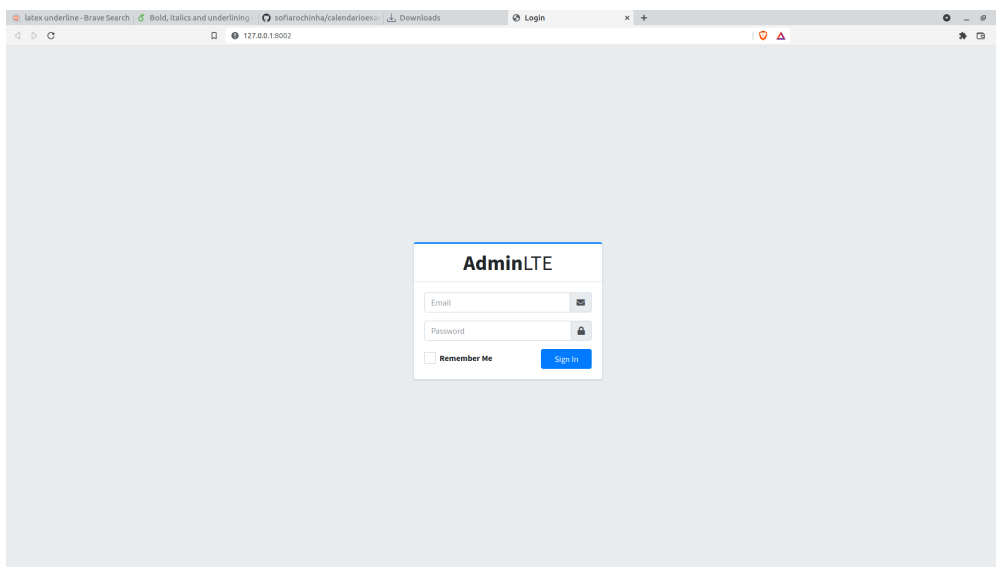 latex underline - Brave Search
Bold, italics and underlining
sofiarochinha/calendarioexa
Downloads
Login
127.0.0.1:8002
AdminLTE
Email
Password
Remember Me
Sign In